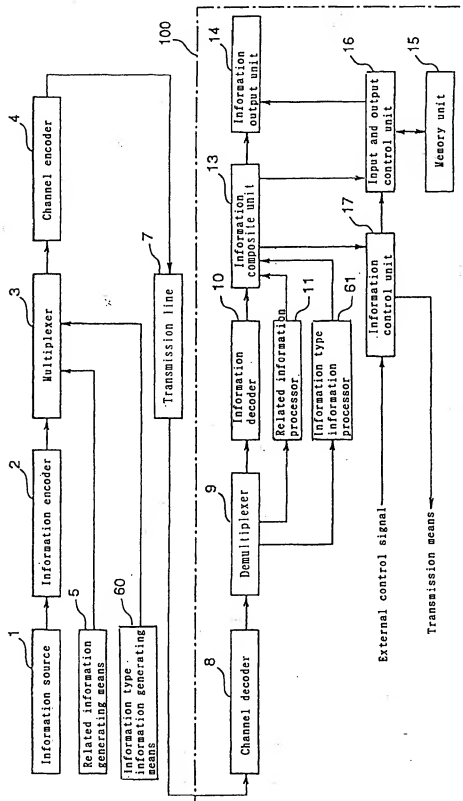 1
Information source
2
Information encoder
3
Multiplexer
4
Channel encoder
5
Related information
generating means
60
Information type
information generating
means
7
Transmission line
100
8
Channel decoder
9
Demultiplexer
10
Information
decoder
11
Related information
processor
61
Information type
information
processor
13
Information
composite unit
14
Information
output unit
17
Information
control unit
16
Input and output
control unit
15
Memory unit
External control signal
Transmission means